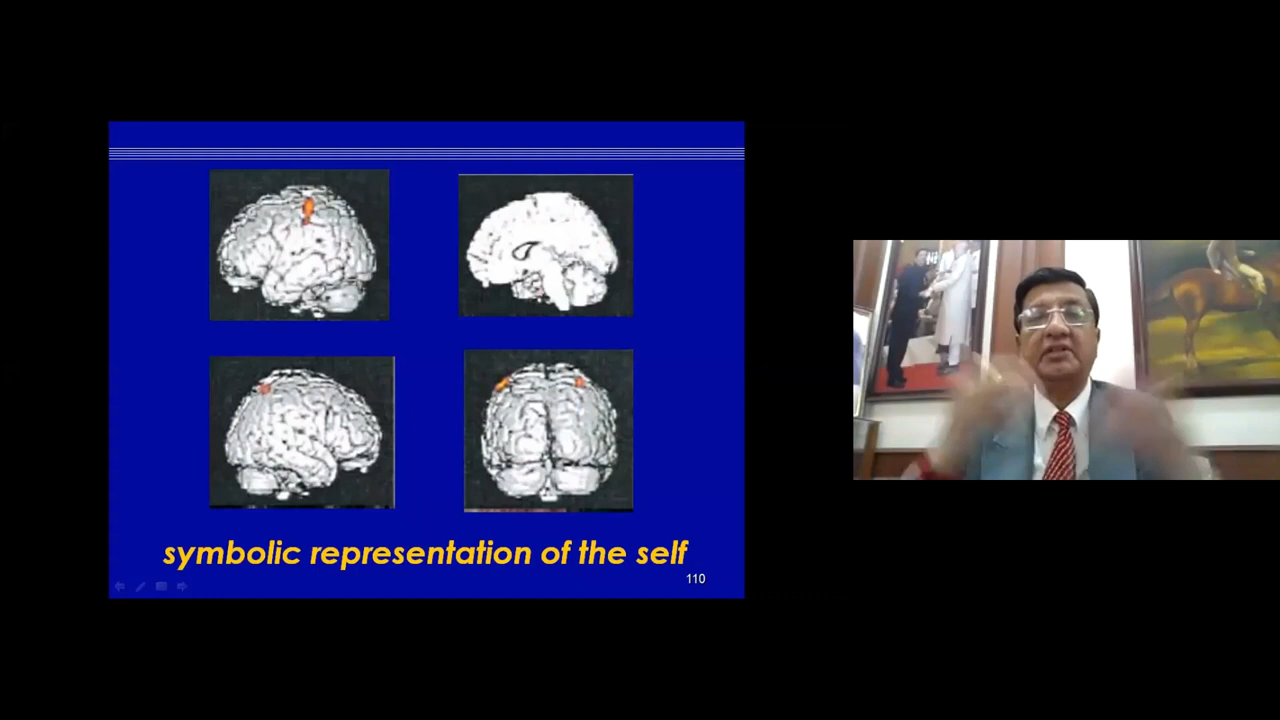 symbolic representation of the self
110